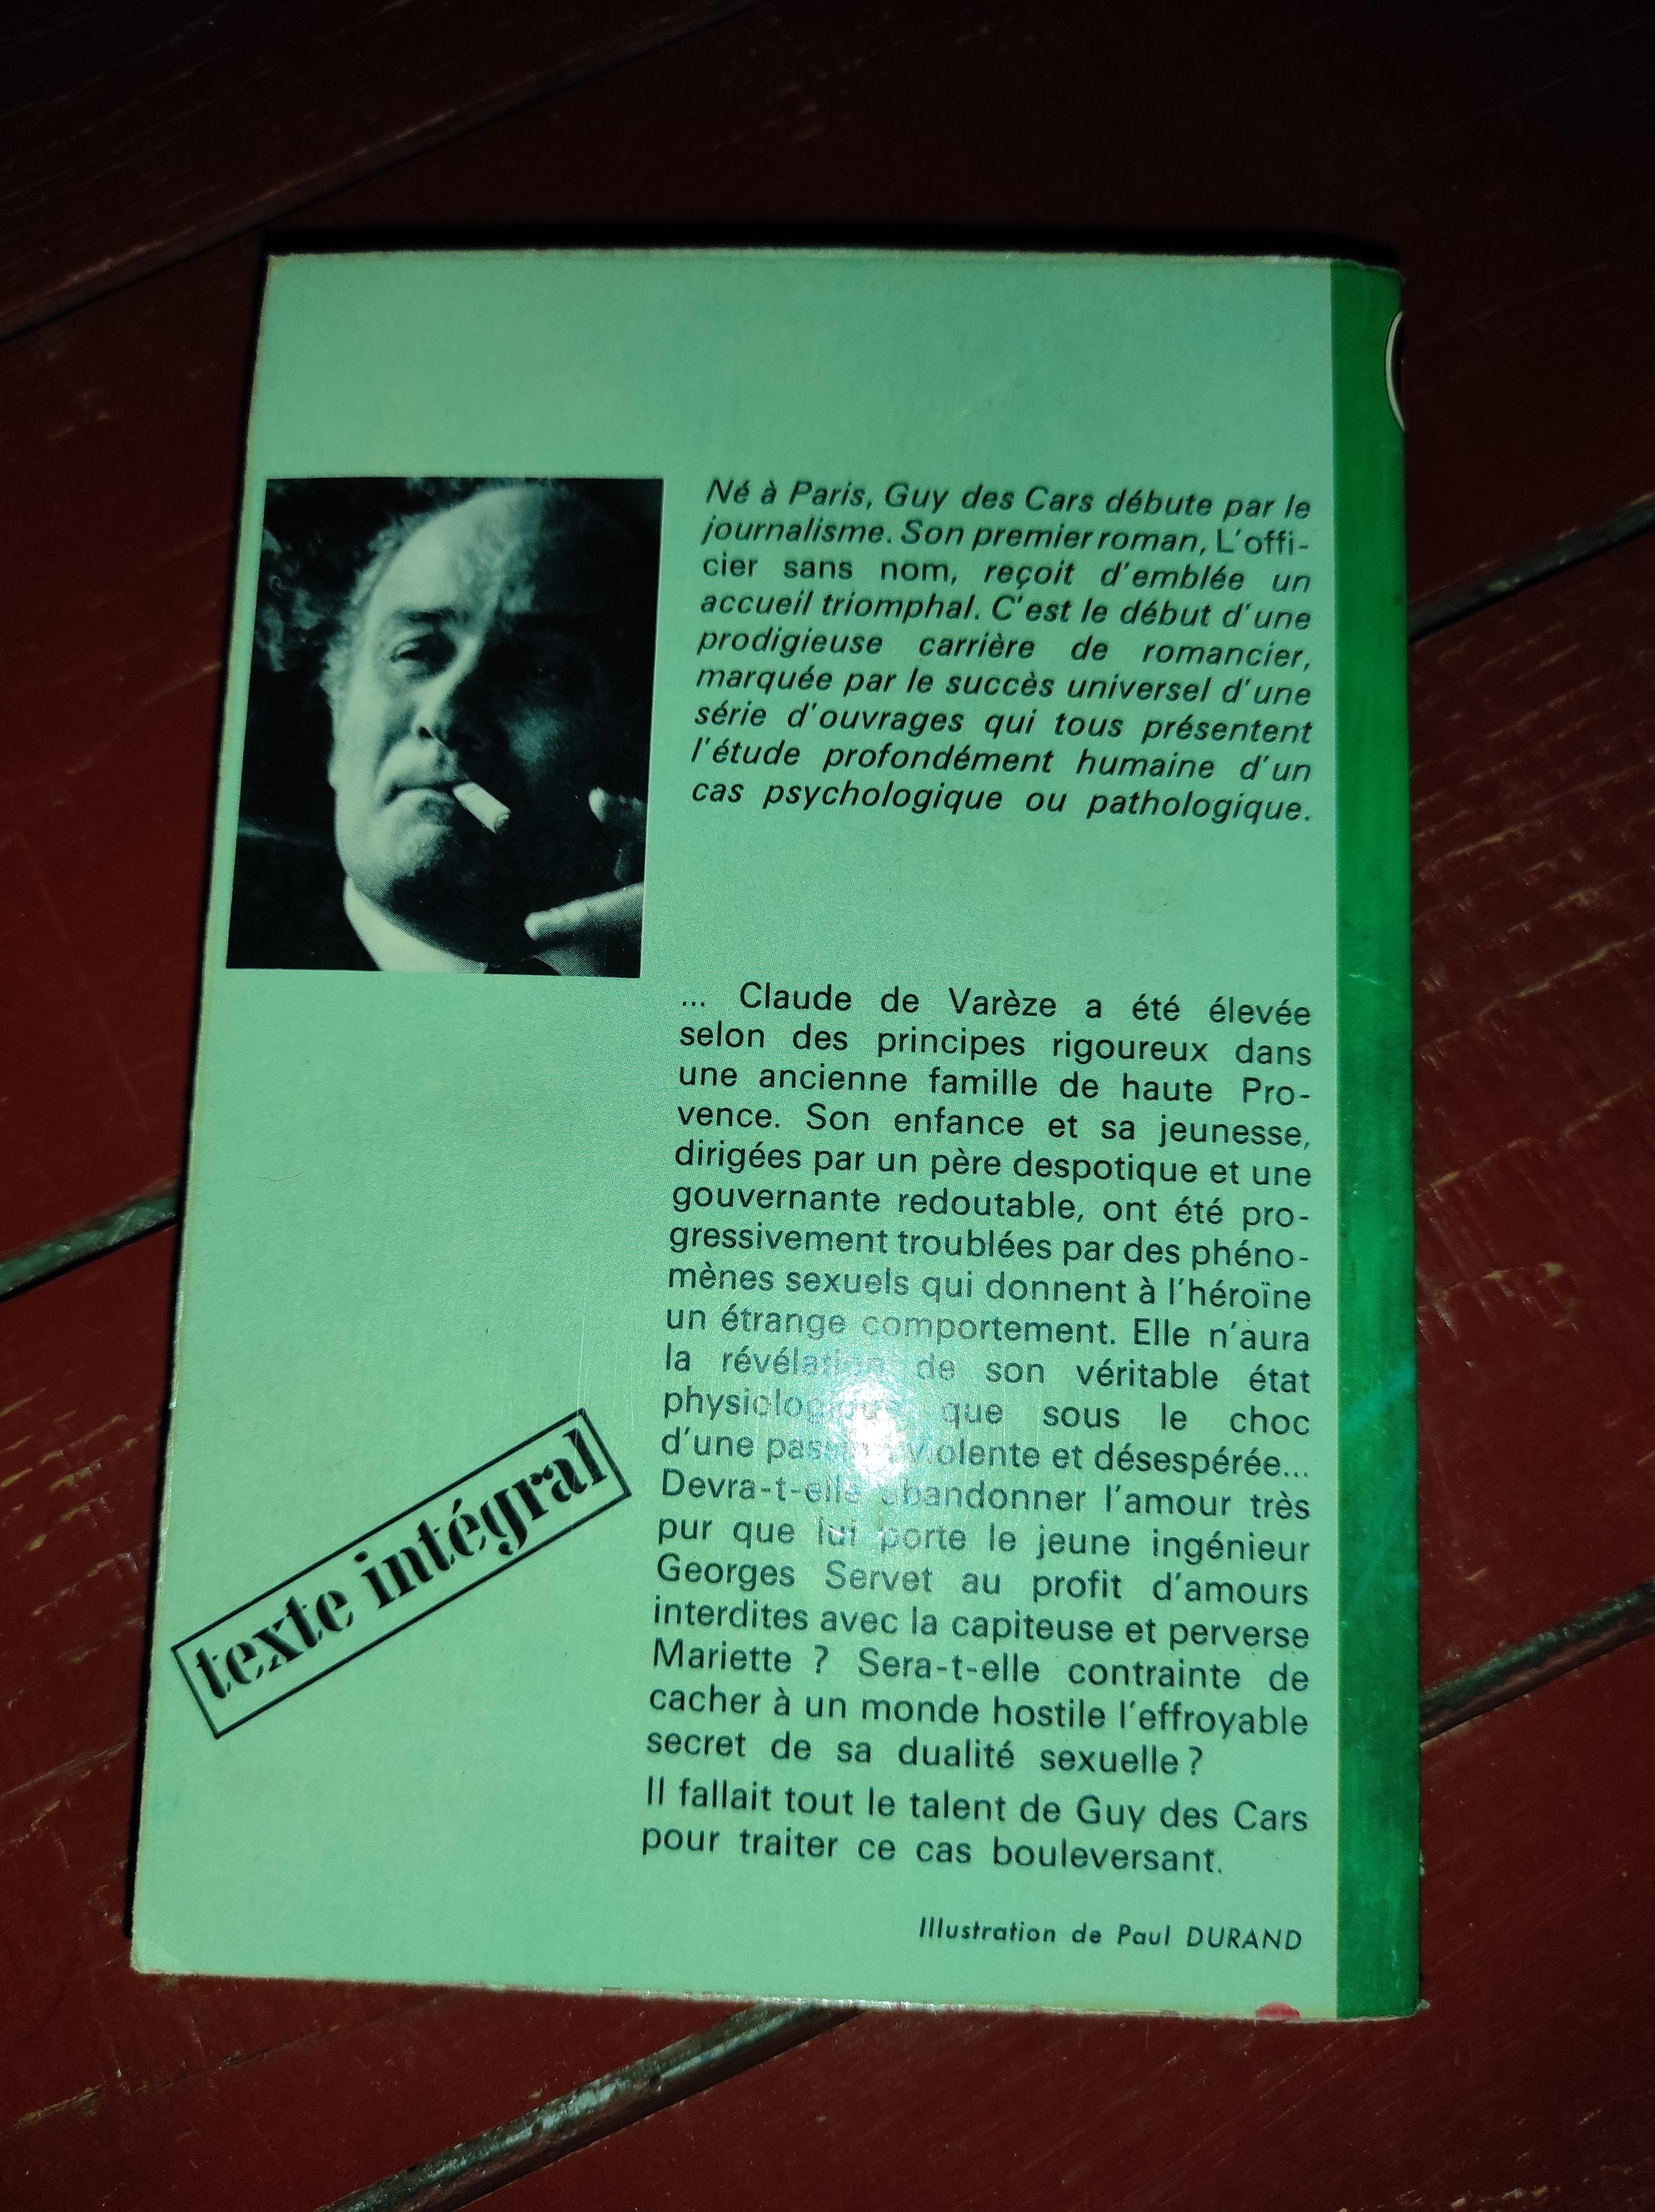 Né à Paris, Guy des Cars débute par le
journalisme. Son premier roman, L'offi-
cier sans nom, reçoit d'emblée un
accueil triomphal. C'est le début d'une
prodigieuse carrière de romancier,
marquée par le succès universel d'une
série d'ouvrages qui tous présentent
l'étude profondément humaine d'un
cas psychologique ou pathologique.
... Claude de Varèze a été élevée
selon des principes rigoureux dans
une ancienne famille de haute Pro-
vence. Son enfance et sa jeunesse,
dirigées par un père despotique et une
gouvernante redoutable, ont été pro-
gressivement troublées par des phéno-
mènes sexuels qui donnent à l'héroïne
un étrange comportement. Elle n'aura
la révélation de son véritable état
physiologique que sous le choc
d'une passion violente et désespérée...
Devra-t-elle abandonner l'amour très
pur que lui porte le jeune ingénieur
Georges Servet au profit d'amours
interdites avec la capiteuse et perverse
Mariette ? Sera-t-elle contrainte de
cacher à un monde hostile l'effroyable
secret de sa dualité sexuelle ?
Il fallait tout le talent de Guy des Cars
pour traiter ce cas bouleversant.
texte intégral
Illustration de Paul DURAND